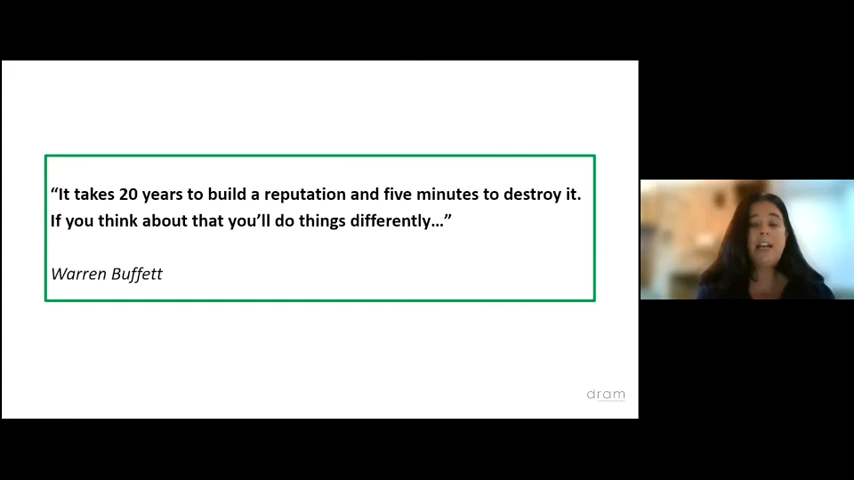 “It takes 20 years to build a reputation and five minutes to destroy it.
If you think about that you’ll do things differently…”
Warren Buffett
dram